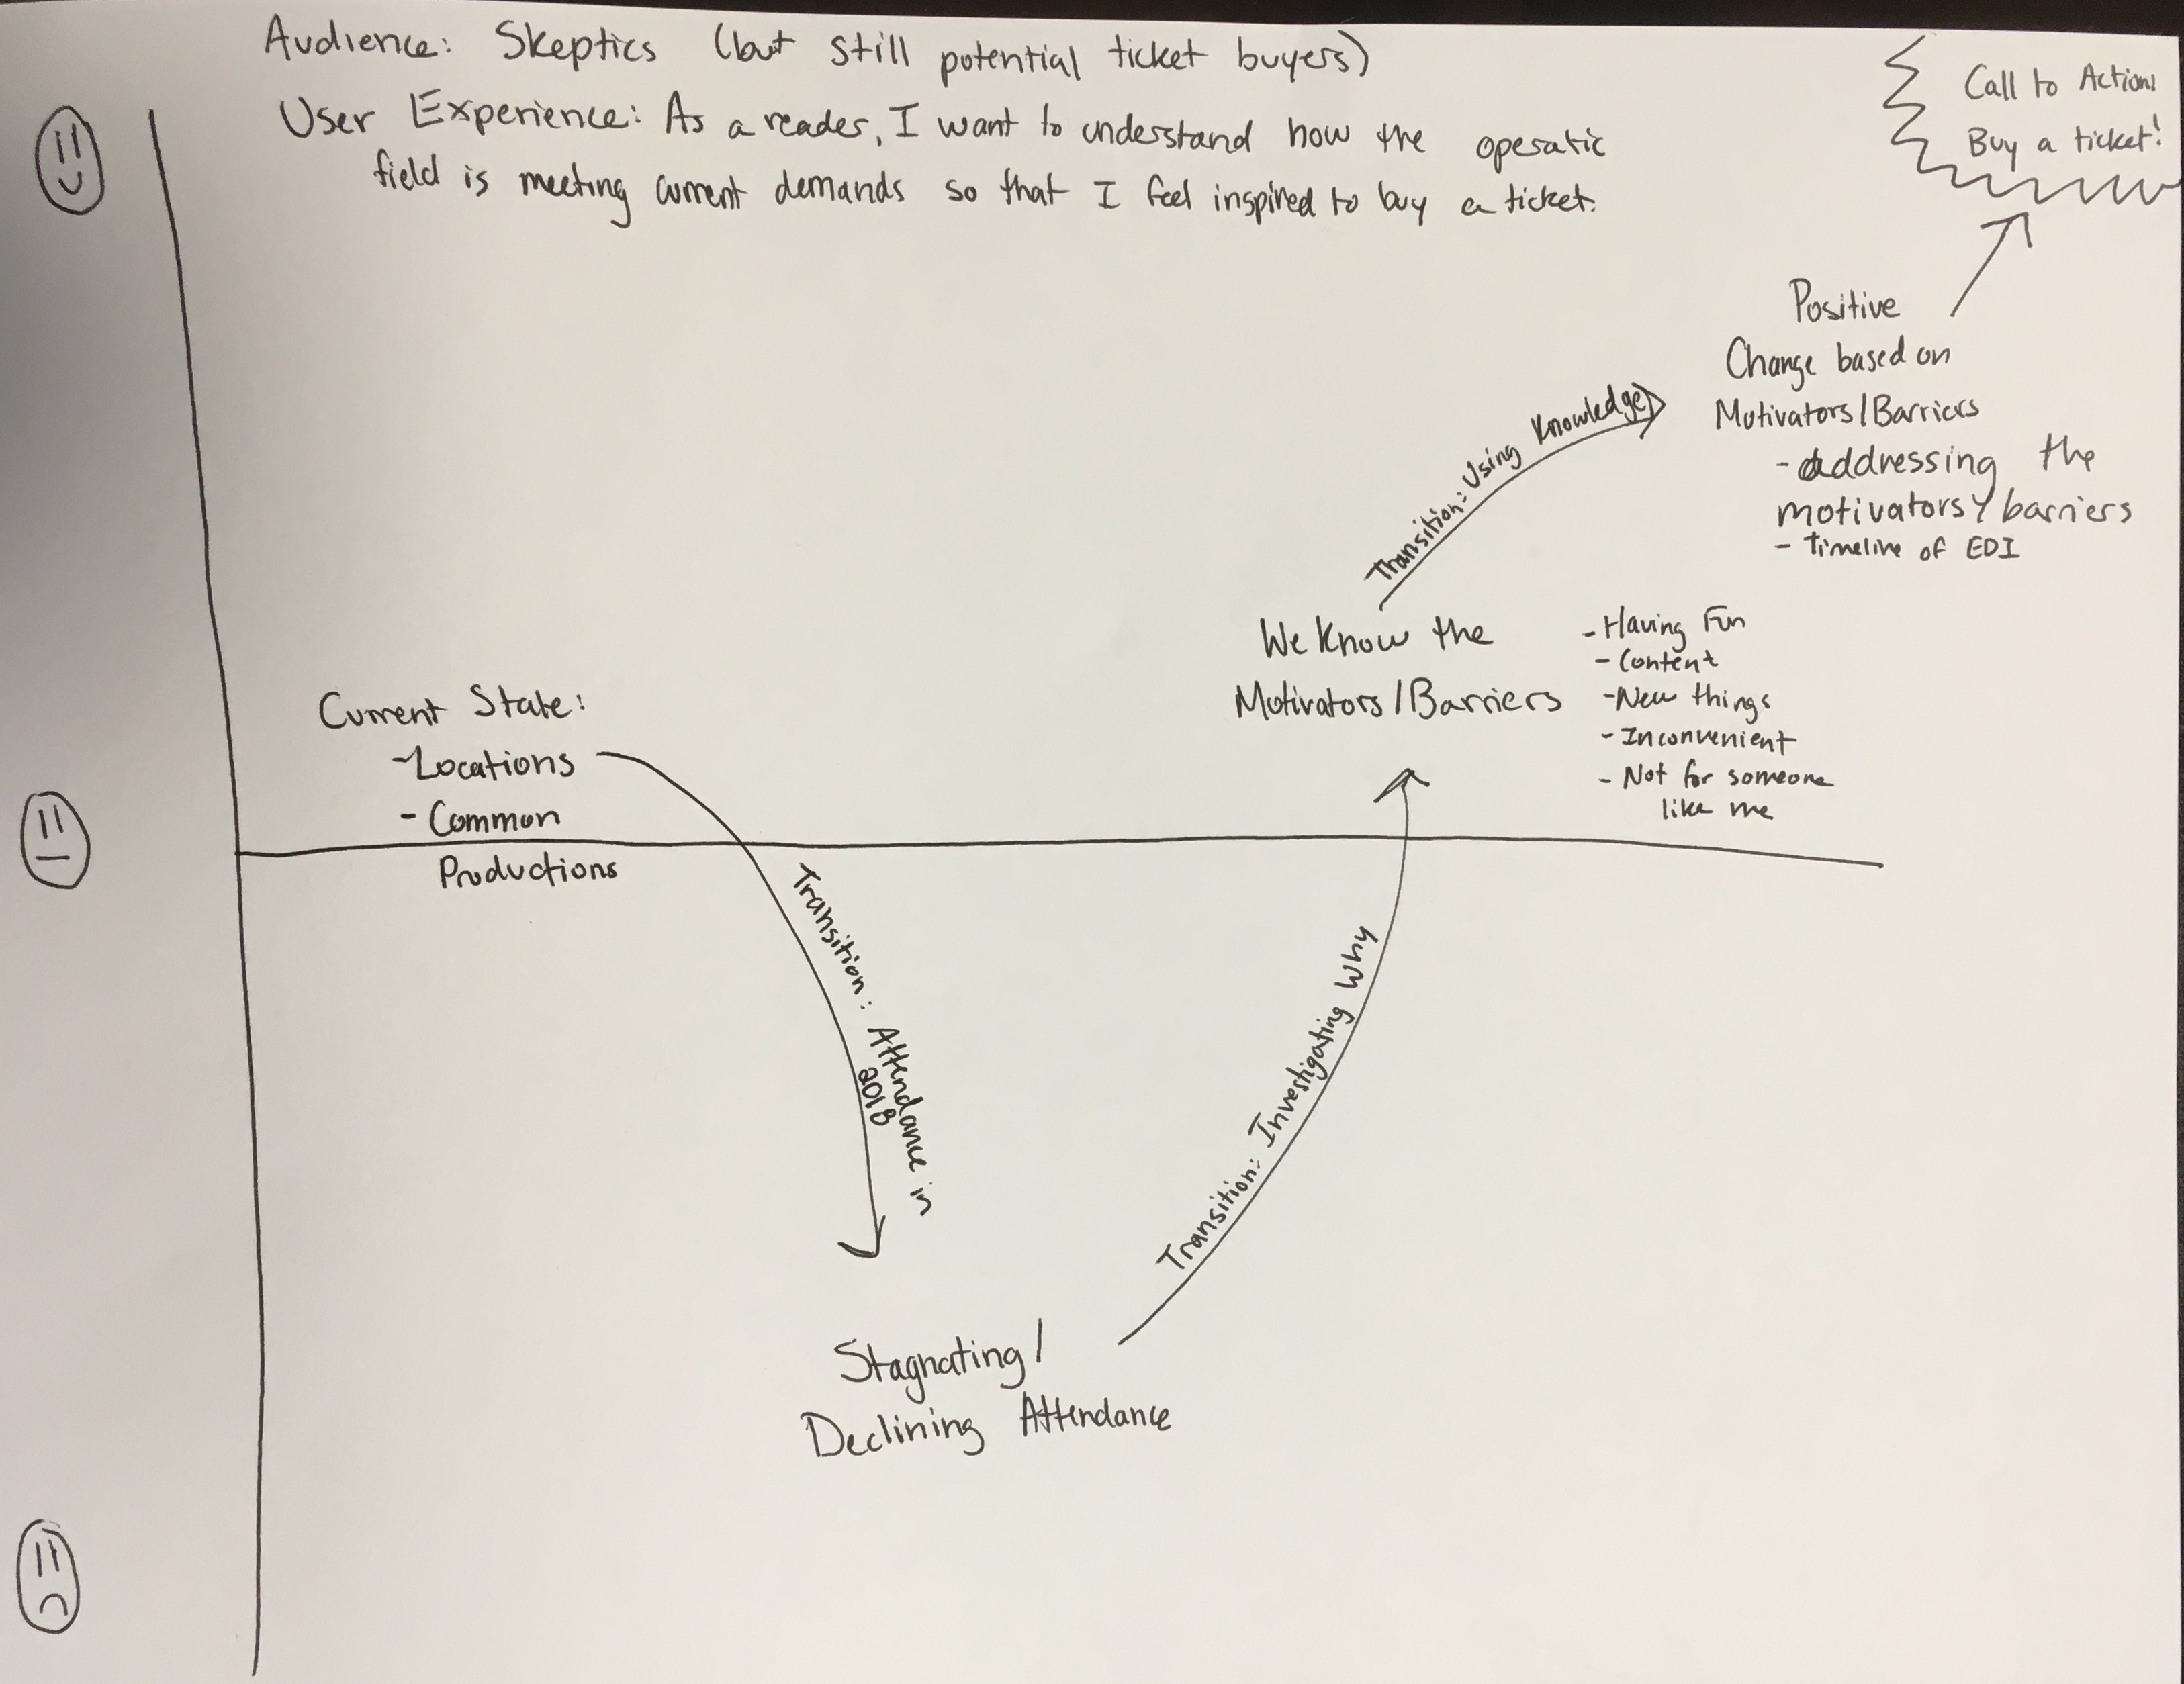 Audience: Skeptics (but still potential ticket buyers)
User Experience: As a reader, I want to understand how the operatic
field is meeting current demands so that I feel inspired to buy a ticket.
Call to Action:
Buy a ticket!
Current State:
- Locations
- Common
Productions
Transition: Attendance in
2018
Stagnating/
Declining Attendance
Transition: Investigating Why
We Know the
Motivators/Barriers
- Having Fun
- Content
- New things
- Inconvenient
- Not for someone
like me
Transition: Using Knowledge
Positive
Change based on
Motivators/Barriers
- addressing the
motivators/barriers
- Timeline of EDI